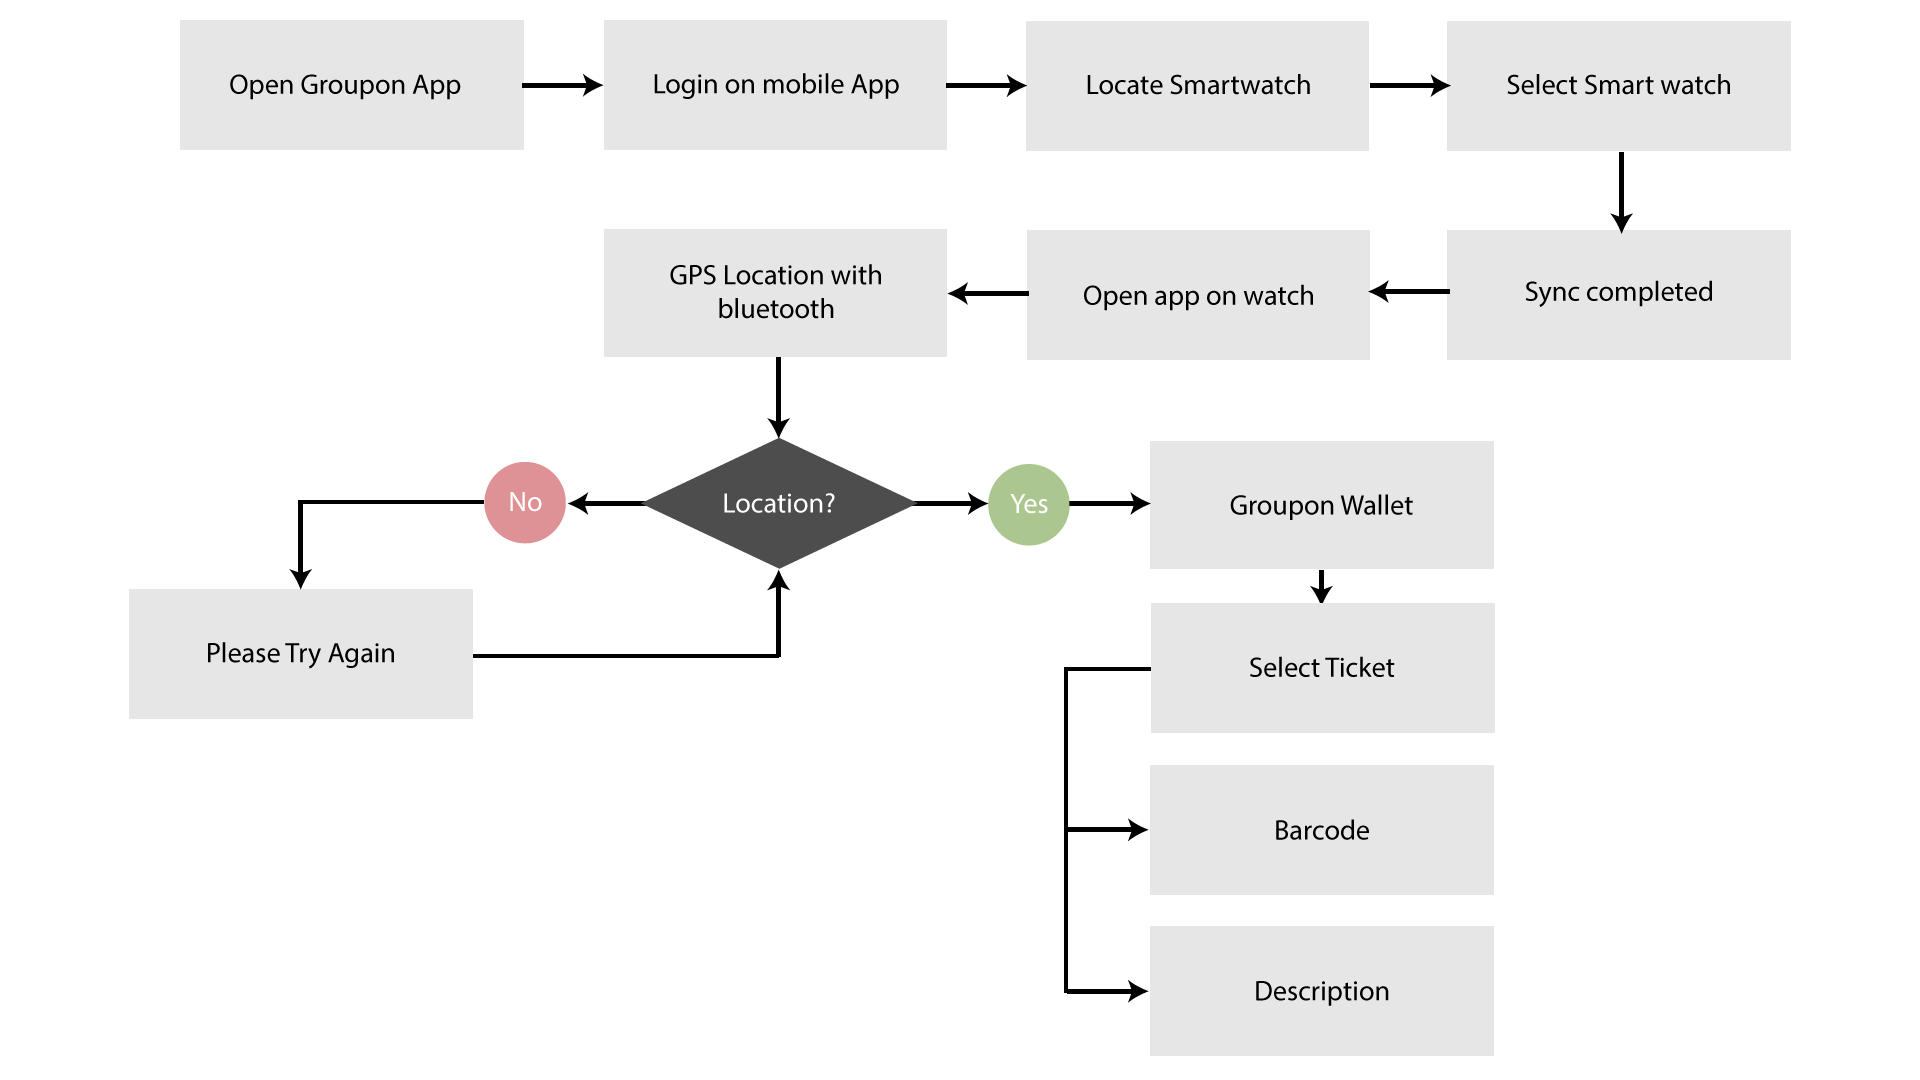 Open Groupon App
Login on mobile App
Locate Smartwatch
Select Smart watch
GPS Location with
bluetooth
Open app on watch
Sync completed
No
Location?
Yes
Groupon Wallet
Please Try Again
Select Ticket
Barcode
Description